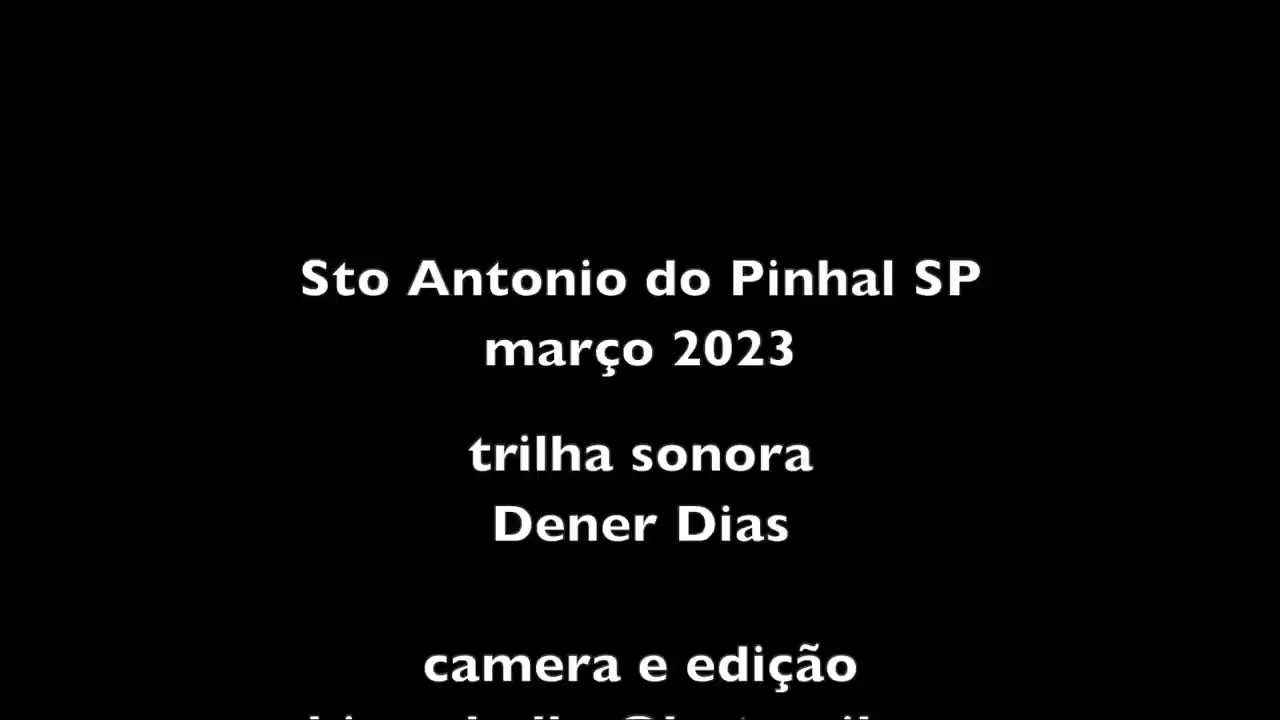 Sto Antonio do Pinhal SP
março 2023
trilha sonora
Dener Dias
camera e edição